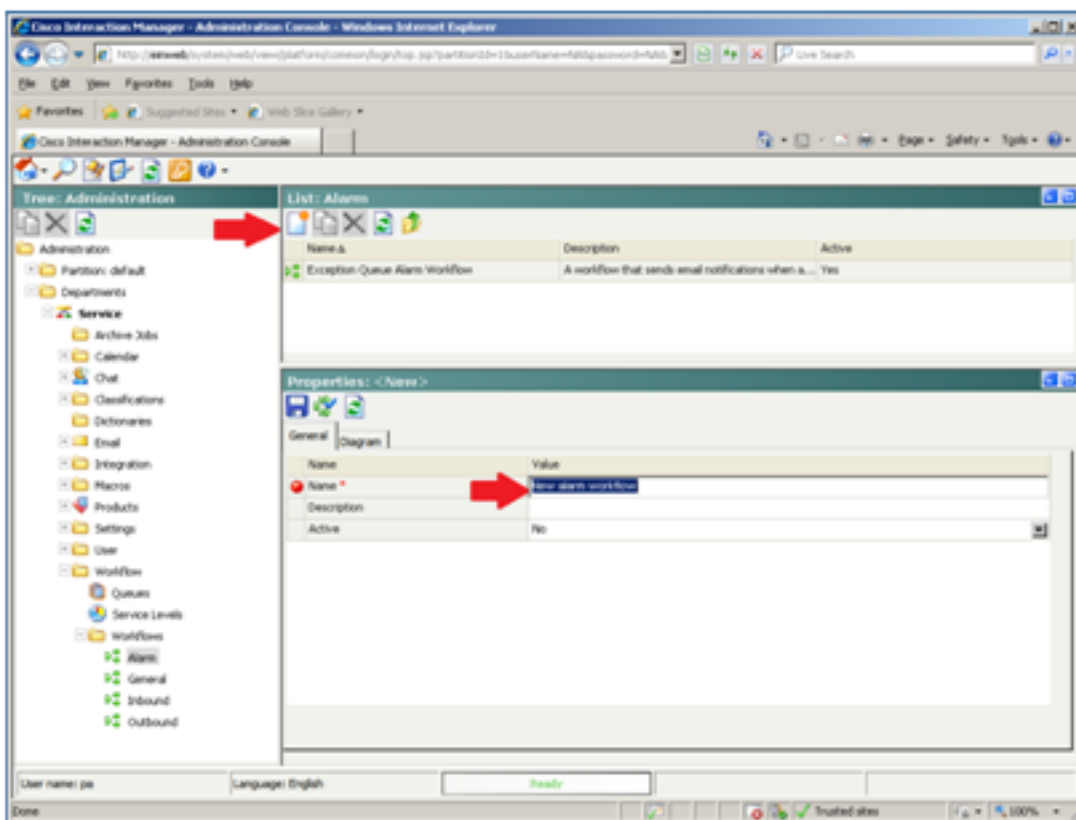 Cisco Interaction Manager - Administration Console - Windows Internet Explorer
Live Search
File Edit View Favorites Tools Help
Favorites Suggested Sites Web Slice Gallery
Cisco Interaction Manager - Administration Console
Page Safety Tools
Tree: Administration
List: Alarm
Name Description Active
Exception Queue Alarm Workflow A workflow that sends email notifications when a... Yes
Administration
Partition: default
Departments
Service
Archive Jobs
Calendar
Chat
Classifications
Dictionaries
Email
Integration
Macros
Products
Settings
User
Workflow
Queues
Service Levels
Workflows
Alarm
General
Inbound
Outbound
Properties: <New>
General Diagram
Name Value
Name * New alarm workflow
Description
Active No
User name: pa Language: English Ready
Done Trusted sites 100%